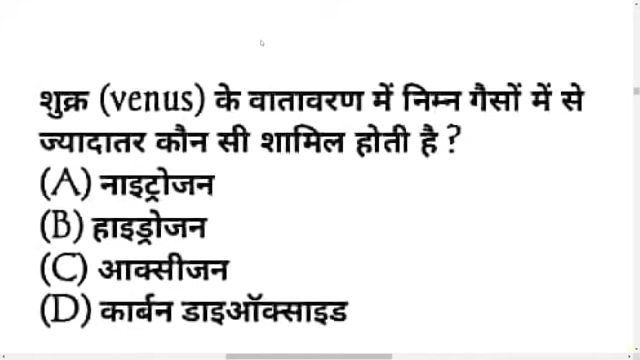 शुक्र (venus) के वातावरण में निम्न गैसों में से
ज्यादातर कौन सी शामिल होती है ?
(A) नाइट्रोजन
(B) हाइड्रोजन
(C) आक्सीजन
(D) कार्बन डाइऑक्साइड